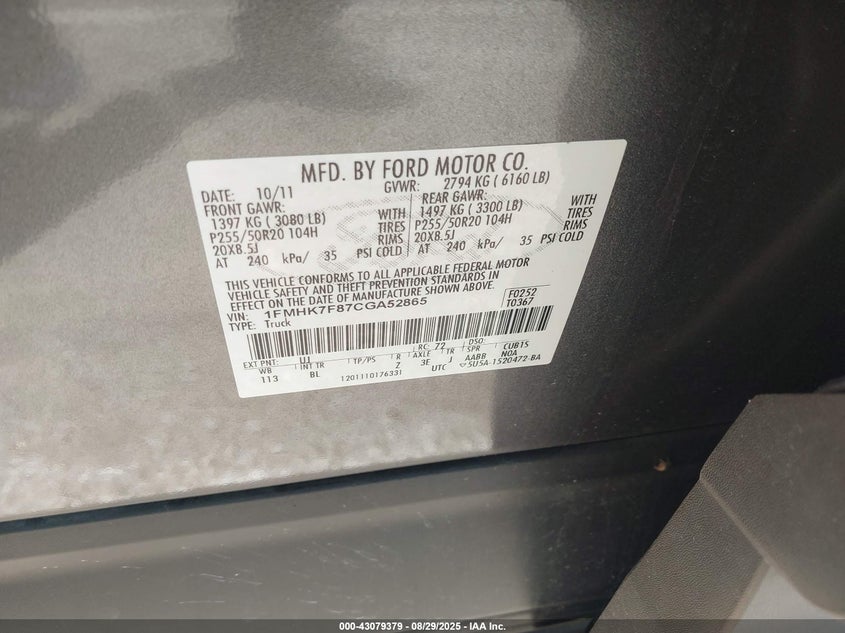 MFD. BY FORD MOTOR CO.
DATE: 10/11 GVWR: 2794 KG ( 6160 LB)
FRONT GAWR: REAR GAWR:
1397 KG ( 3080 LB) WITH 1497 KG ( 3300 LB) WITH
P255/50R20 104H TIRES P255/50R20 104H TIRES
20X8.5J RIMS 20X8.5J RIMS
AT 240 kPa/ 35 PSI COLD AT 240 kPa/ 35 PSI COLD
THIS VEHICLE CONFORMS TO ALL APPLICABLE FEDERAL MOTOR
VEHICLE SAFETY AND THEFT PREVENTION STANDARDS IN
EFFECT ON THE DATE OF MANUFACTURE SHOWN ABOVE.
VIN: 1FMHK7F87CGA52865 F0252
TYPE: Truck T0367
EXT PNT: UJ RC: 72 DSO:
WB INT TR TP/PS R AXLE TR SPR CUB1S
113 BL Z 3E J AABB NOA
1201110176331 UTC 5U5A-1520472-BA
000-43079379 - 08/29/2025 - IAA Inc.